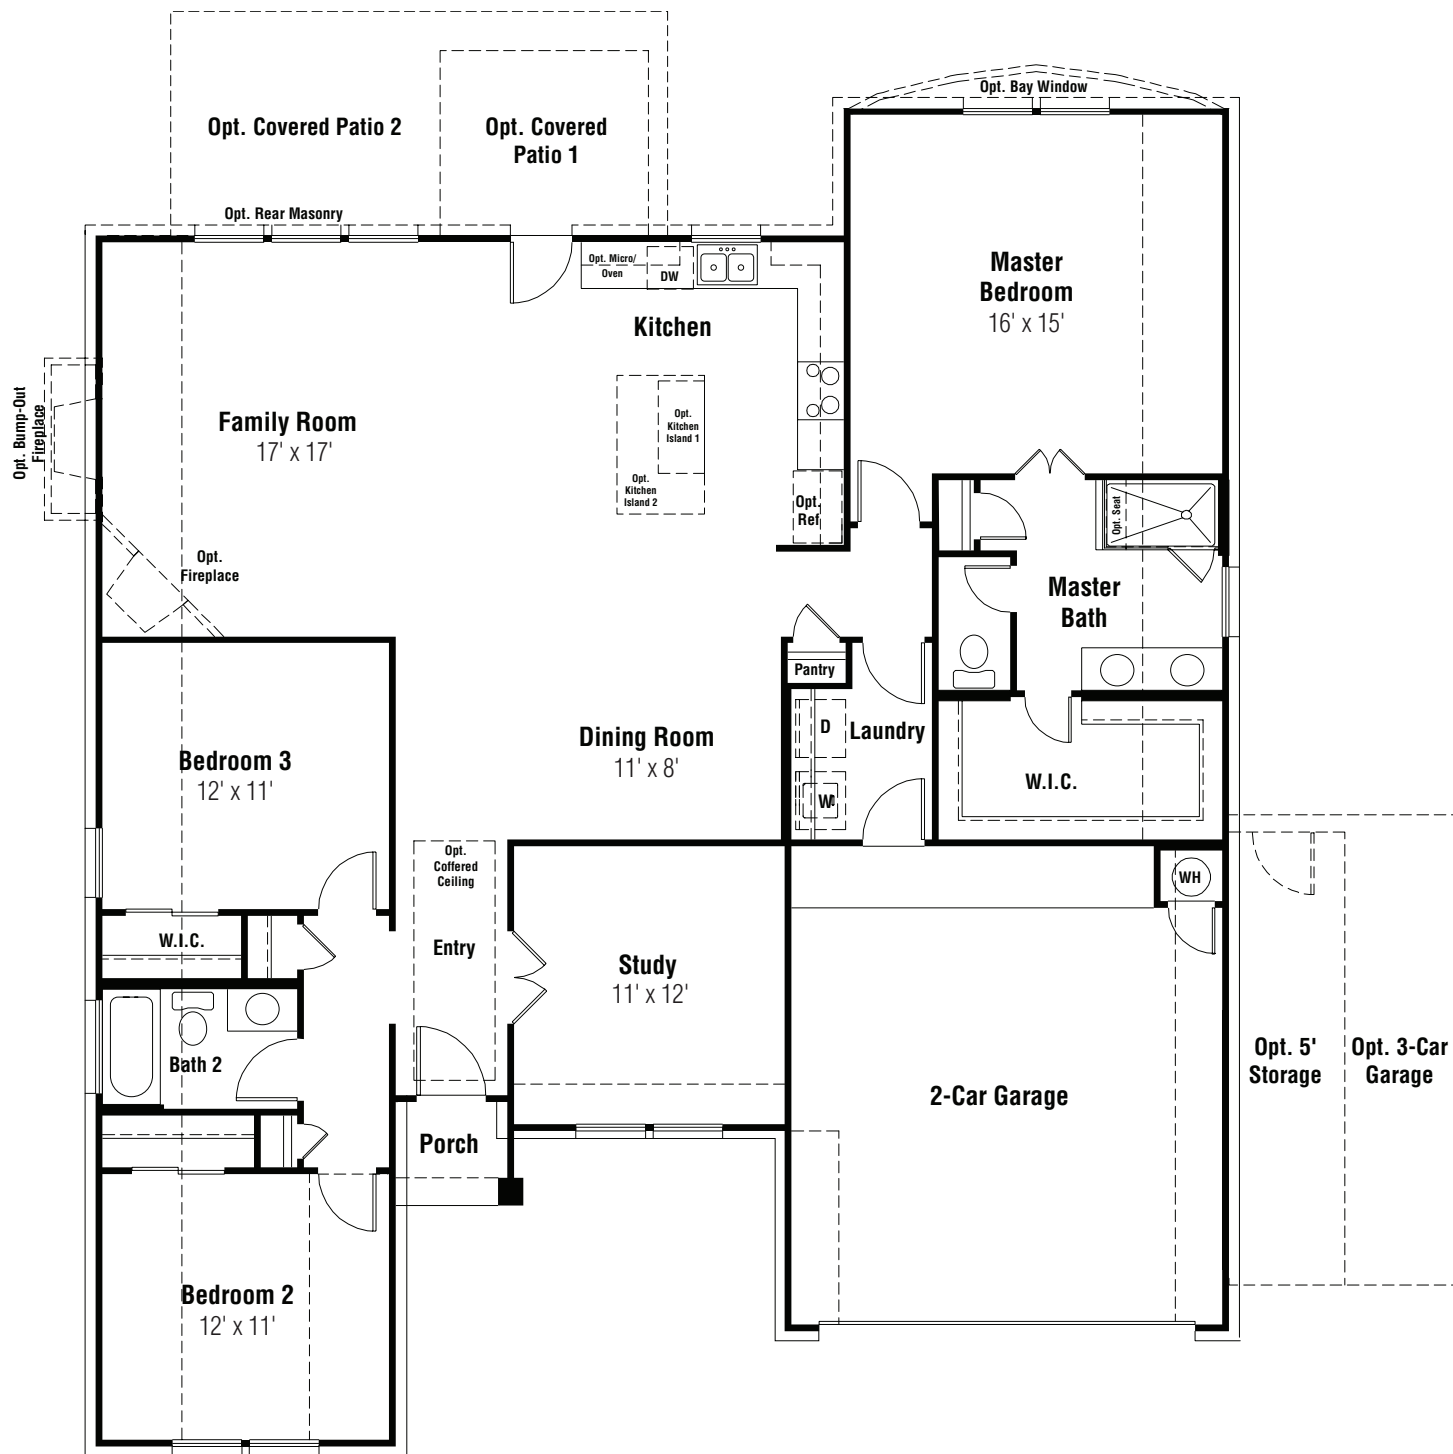 Opt. Bay Window
Opt. Covered Patio 2
Opt. Covered
Patio 1
Opt. Rear Masonry
Opt. Micro/
Oven
DW
Kitchen
Master
Bedroom
16' x 15'
Opt. Bump-Out
Fireplace
Family Room
17' x 17'
Opt.
Kitchen
Island 1
Opt.
Kitchen
Island 2
Opt.
Ref
Opt. Seat
Opt.
Fireplace
Master
Bath
Pantry
D
Laundry
W
Dining Room
11' x 8'
Bedroom 3
12' x 11'
W.I.C.
Opt.
Coffered
Ceiling
WH
W.I.C.
Entry
Study
11' x 12'
Bath 2
Opt. 5'
Storage
Opt. 3-Car
Garage
2-Car Garage
Porch
Bedroom 2
12' x 11'